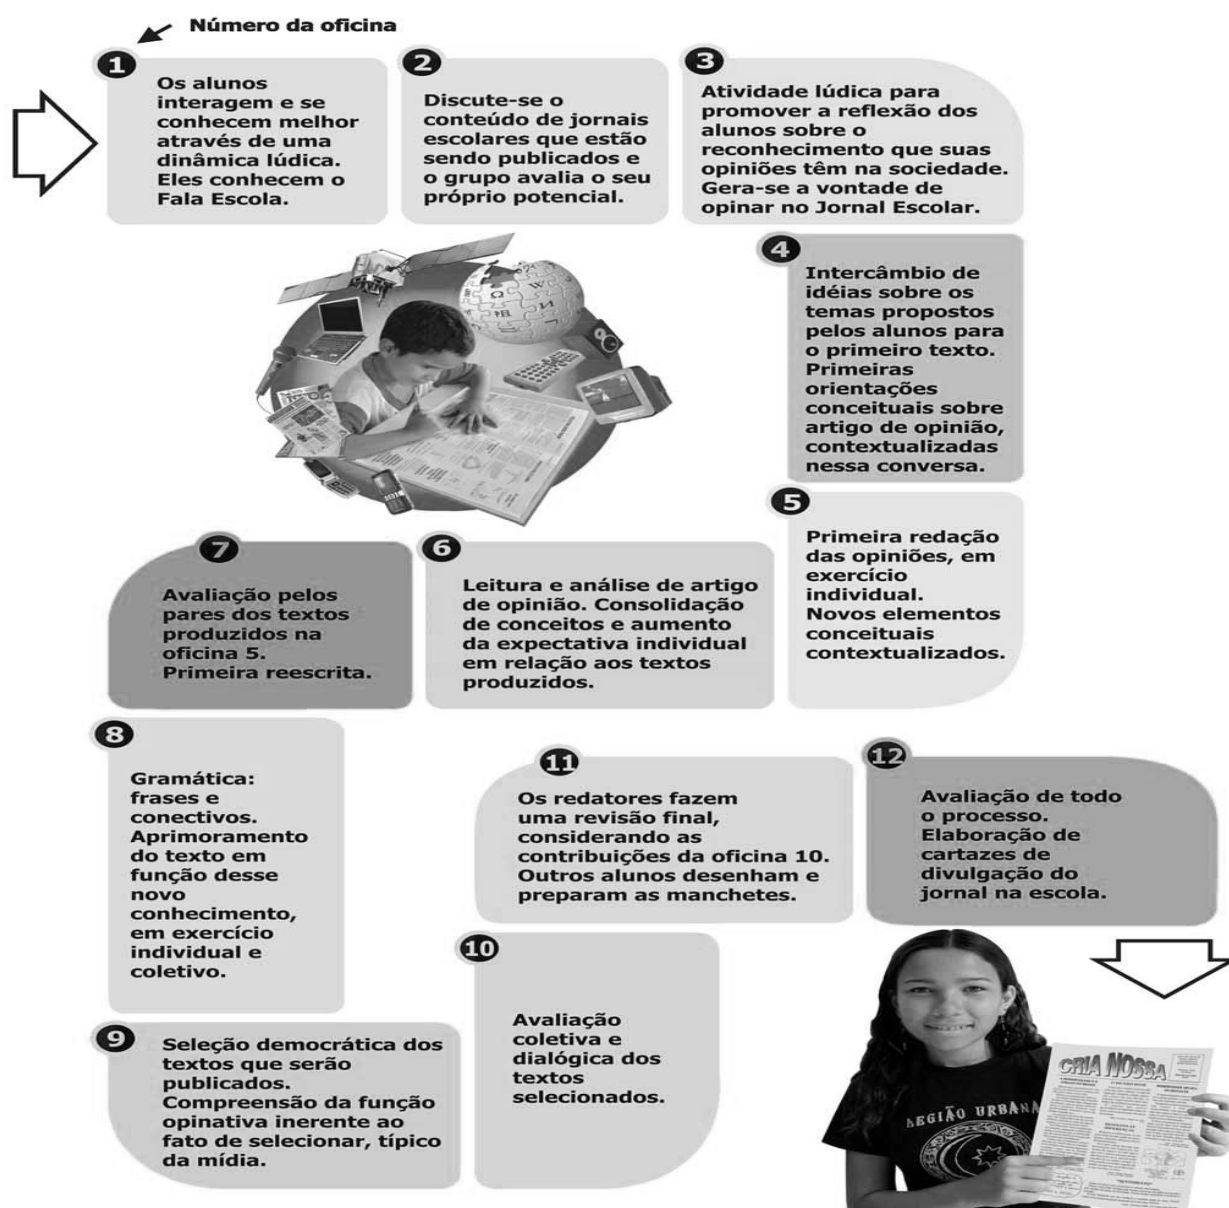 Número da oficina
1
Os alunos
interagem e se
conhecem melhor
através de uma
dinâmica lúdica.
Eles conhecem o
Fala Escola.
2
Discute-se o
conteúdo de jornais
escolares que estão
sendo publicados e
o grupo avalia o seu
próprio potencial.
3
Atividade lúdica para
promover a reflexão dos
alunos sobre o
reconhecimento que suas
opiniões têm na sociedade.
Gera-se a vontade de
opinar no Jornal Escolar.
4
Intercâmbio de
idéias sobre os
temas propostos
pelos alunos para
o primeiro texto.
Primeiras
orientações
conceituais sobre
artigo de opinião,
contextualizadas
nessa conversa.
5
Primeira redação
das opiniões, em
exercício
individual.
Novos elementos
conceituais
contextualizados.
6
Leitura e análise de artigo
de opinião. Consolidação
de conceitos e aumento
da expectativa individual
em relação aos textos
produzidos.
7
Avaliação pelos
pares dos textos
produzidos na
oficina 5.
Primeira reescrita.
8
Gramática:
frases e
conectivos.
Aprimoramento
do texto em
função desse
novo
conhecimento,
em exercício
individual e
coletivo.
9
Seleção democrática dos
textos que serão
publicados.
Compreensão da função
opinativa inerente ao
fato de selecionar, típico
da mídia.
10
Avaliação
coletiva e
dialógica dos
textos
selecionados.
11
Os redatores fazem
uma revisão final,
considerando as
contribuições da oficina 10.
Outros alunos desenham e
preparam as manchetes.
12
Avaliação de todo
o processo.
Elaboração de
cartazes de
divulgação do
jornal na escola.
CRIA NOSSA
LEGIÃO URBANA